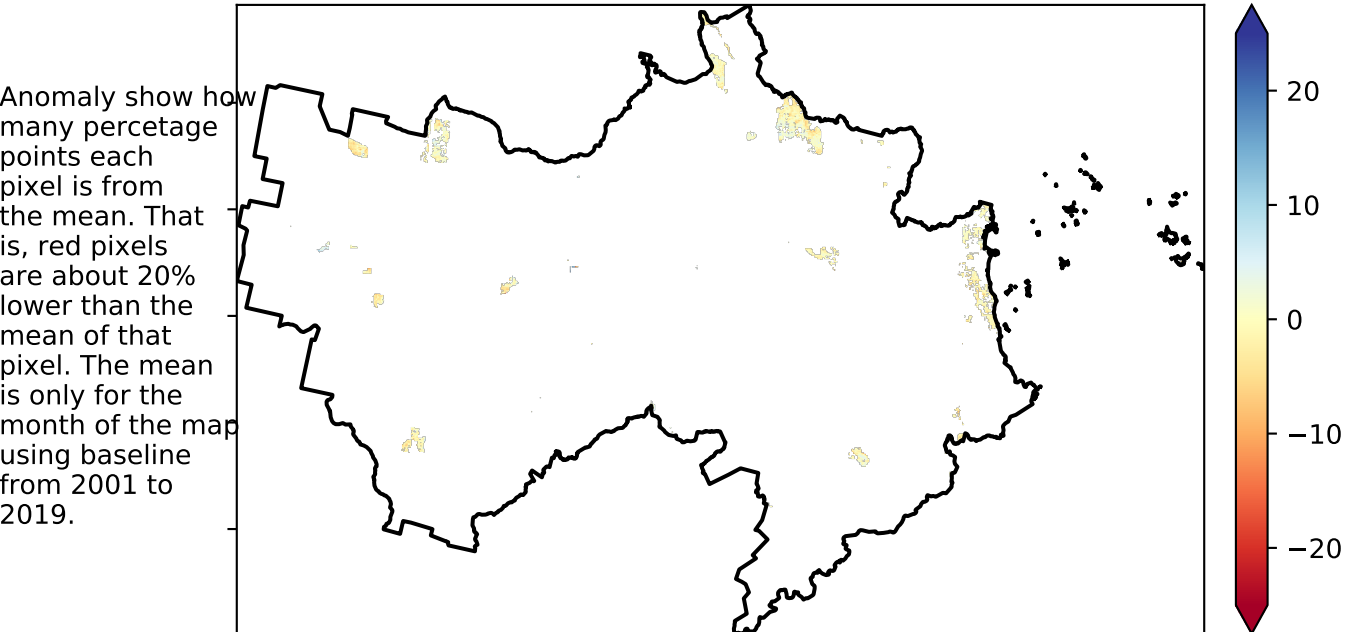 Anomaly show how
many percetage
points each
pixel is from
the mean. That
is, red pixels
are about 20%
lower than the
mean of that
pixel. The mean
is only for the
month of the map
using baseline
from 2001 to
2019.
20
10
0
−10
−20